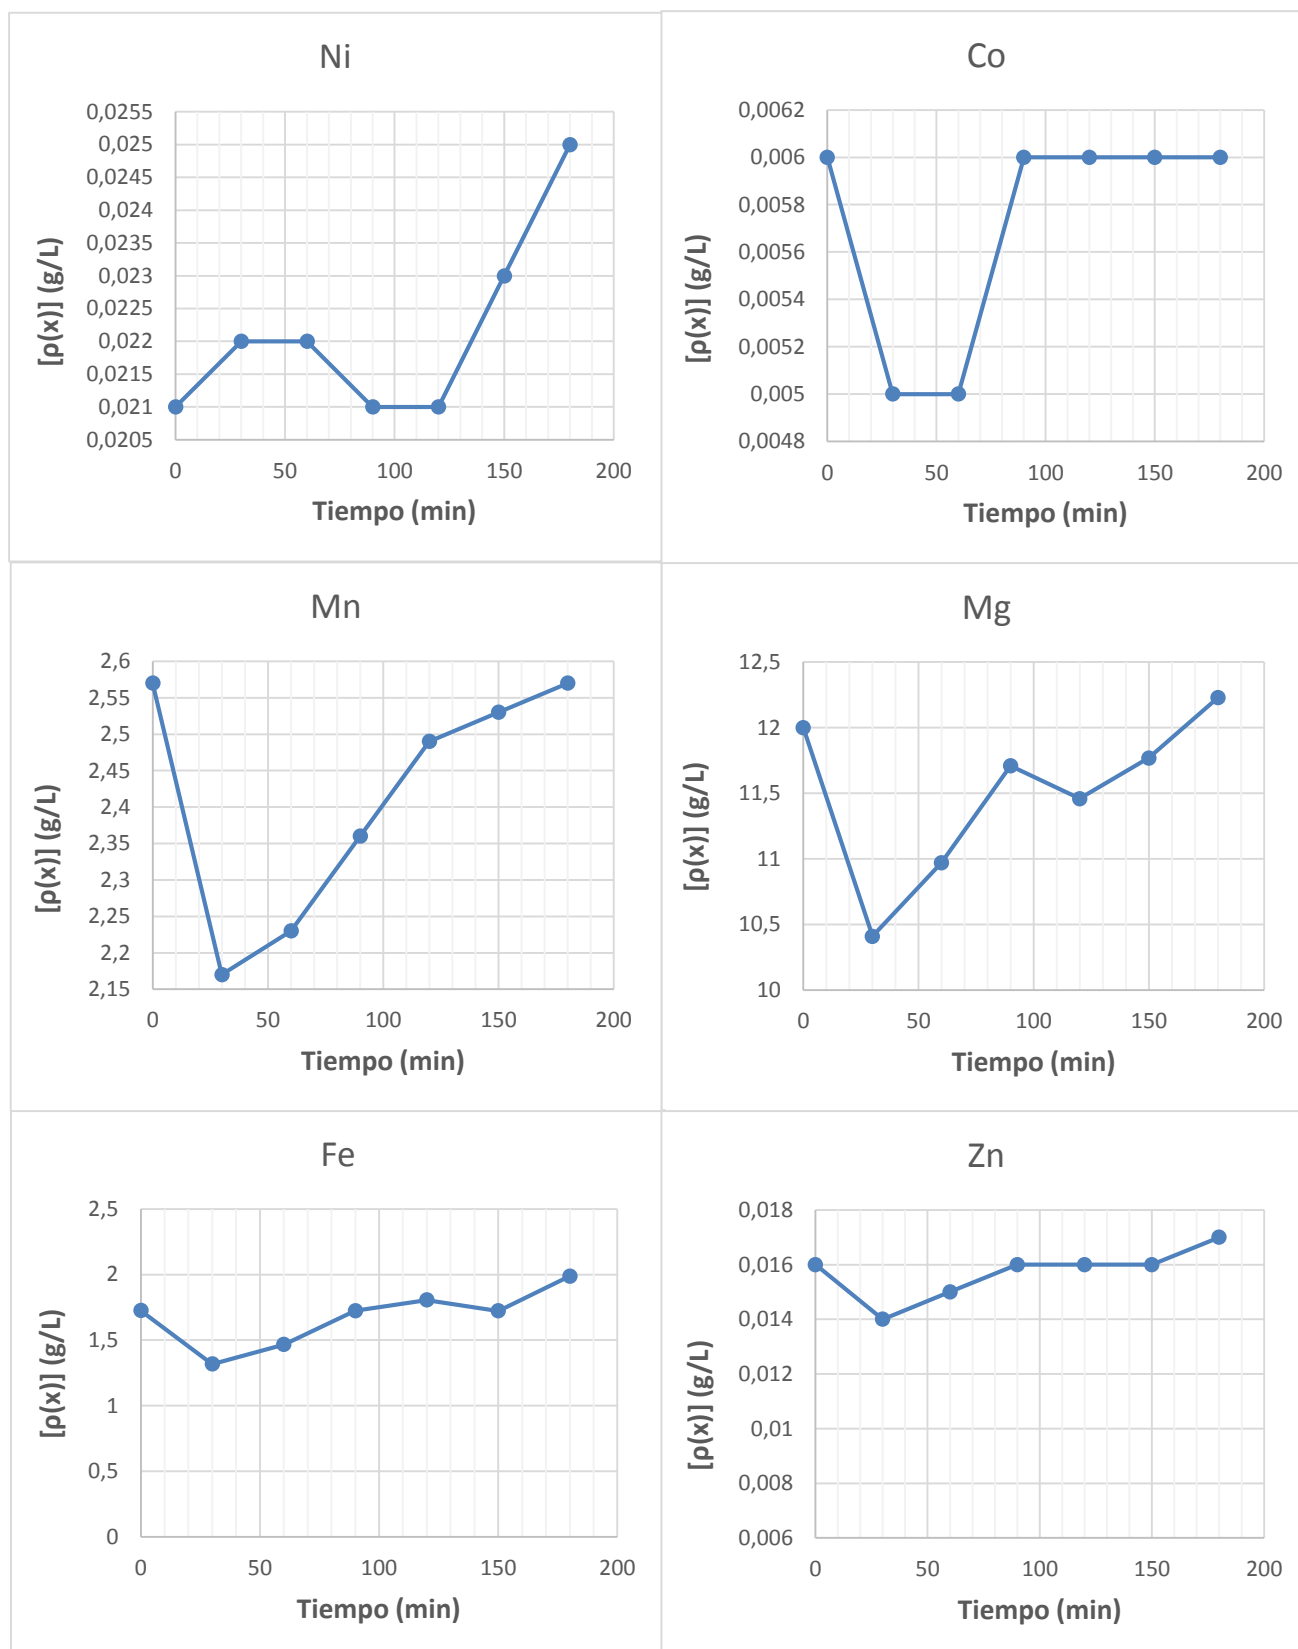 Ni
0,0255
0,025
0,0245
0,024
0,0235
0,023
0,0225
0,022
0,0215
0,021
0,0205
[ρ(x)] (g/L)
0 50 100 150 200
Tiempo (min)
Co
0,0062
0,006
0,0058
0,0056
0,0054
0,0052
0,005
0,0048
[ρ(x)] (g/L)
0 50 100 150 200
Tiempo (min)
Mn
2,6
2,55
2,5
2,45
2,4
2,35
2,3
2,25
2,2
2,15
[ρ(x)] (g/L)
0 50 100 150 200
Tiempo (min)
Mg
12,5
12
11,5
11
10,5
10
[ρ(x)] (g/L)
0 50 100 150 200
Tiempo (min)
Fe
2,5
2
1,5
1
0,5
0
[ρ(x)] (g/L)
0 50 100 150 200
Tiempo (min)
Zn
0,018
0,016
0,014
0,012
0,01
0,008
0,006
[ρ(x)] (g/L)
0 50 100 150 200
Tiempo (min)